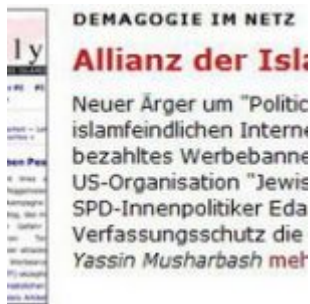 ly
DEMAGOGIE IM NETZ
Allianz der Isla
Neuer Ärger um "Politic
islamfeindlichen Interne
bezahltes Werbebanne
US-Organisation "Jewis
SPD-Innenpolitiker Eda
Verfassungsschutz die
Yassin Musharbash meh